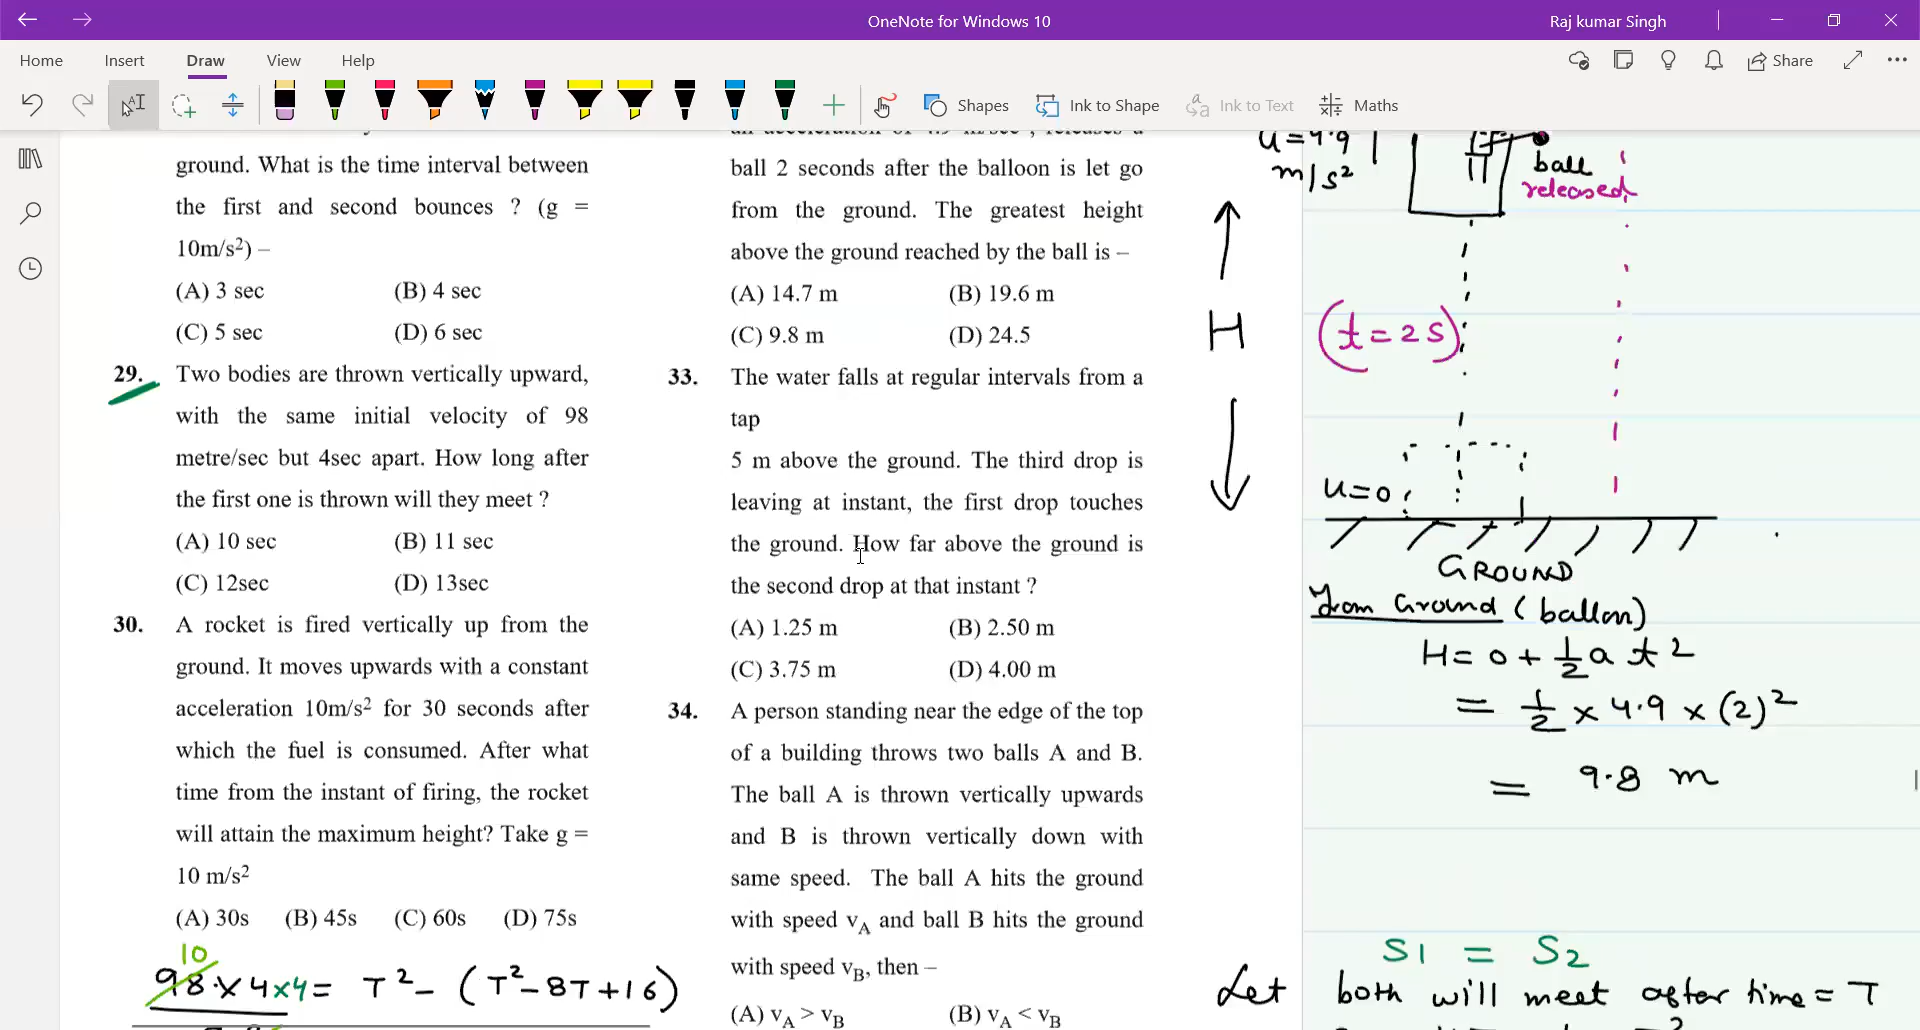 OneNote for Windows 10
Raj kumar Singh
Home Insert Draw View Help
Share
Shapes
Ink to Shape
Ink to Text
Maths
ground. What is the time interval between
the first and second bounces ? (g =
10m/s²) –
(A) 3 sec (B) 4 sec
(C) 5 sec (D) 6 sec
29. Two bodies are thrown vertically upward,
with the same initial velocity of 98
metre/sec but 4sec apart. How long after
the first one is thrown will they meet ?
(A) 10 sec (B) 11 sec
(C) 12sec (D) 13sec
30. A rocket is fired vertically up from the
ground. It moves upwards with a constant
acceleration 10m/s² for 30 seconds after
which the fuel is consumed. After what
time from the instant of firing, the rocket
will attain the maximum height? Take g =
10 m/s²
(A) 30s (B) 45s (C) 60s (D) 75s
10
98 × 4 ×4 = T² – (T² – 8T + 16)
an acceleration of 4.9 m/sec², releases a
ball 2 seconds after the balloon is let go
from the ground. The greatest height
above the ground reached by the ball is –
(A) 14.7 m (B) 19.6 m
(C) 9.8 m (D) 24.5
33. The water falls at regular intervals from a
tap
5 m above the ground. The third drop is
leaving at instant, the first drop touches
the ground. How far above the ground is
the second drop at that instant ?
(A) 1.25 m (B) 2.50 m
(C) 3.75 m (D) 4.00 m
34. A person standing near the edge of the top
of a building throws two balls A and B.
The ball A is thrown vertically upwards
and B is thrown vertically down with
same speed. The ball A hits the ground
with speed vA and ball B hits the ground
with speed vB, then –
(A) vA > vB (B) vA < vB
m/s²
ball
released
H
(t = 2s)
u=0
GROUND
From Ground (ballon)
H = 0 + ½ a t²
= ½ × 4.9 × (2)²
= 9.8 m
S1 = S2
Let both will meet after time = T